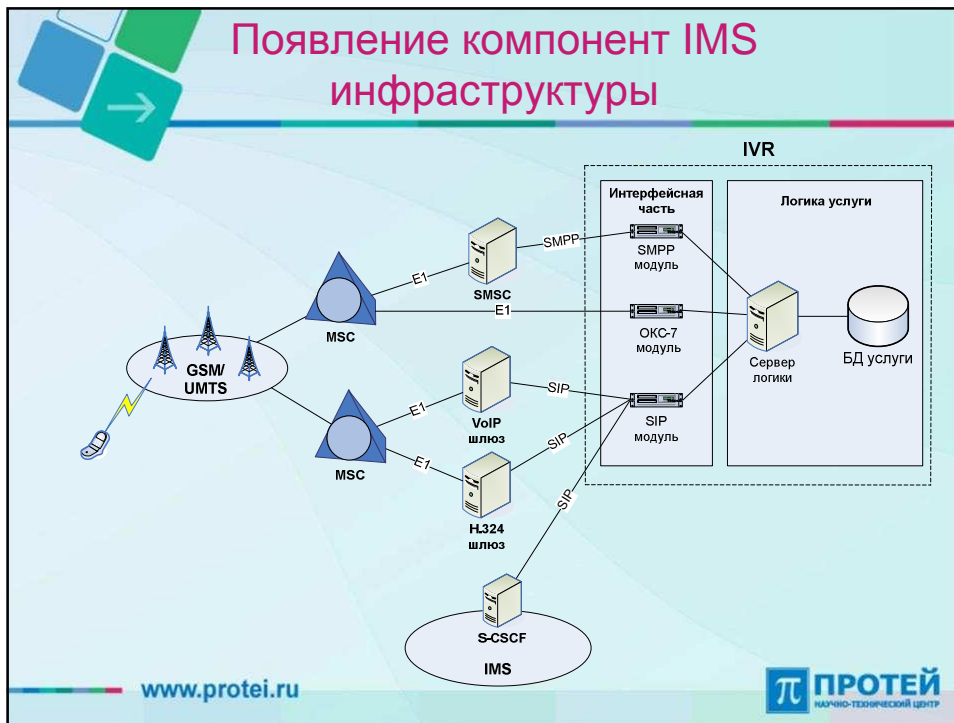 Появление компонент IMS
инфраструктуры
IVR
Интерфейсная
часть
Логика услуги
SMPP
SMPP
модуль
E1
SMSC
E1
MSC
ОКС-7
модуль
Сервер
логики
БД услуги
GSM/
UMTS
SIP
E1
VoIP
шлюз
SIP
модуль
MSC
E1
SIP
H.324
шлюз
SIP
S-CSCF
IMS
www.protei.ru
π ПРОТЕЙ
НАУЧНО-ТЕХНИЧЕСКИЙ ЦЕНТР